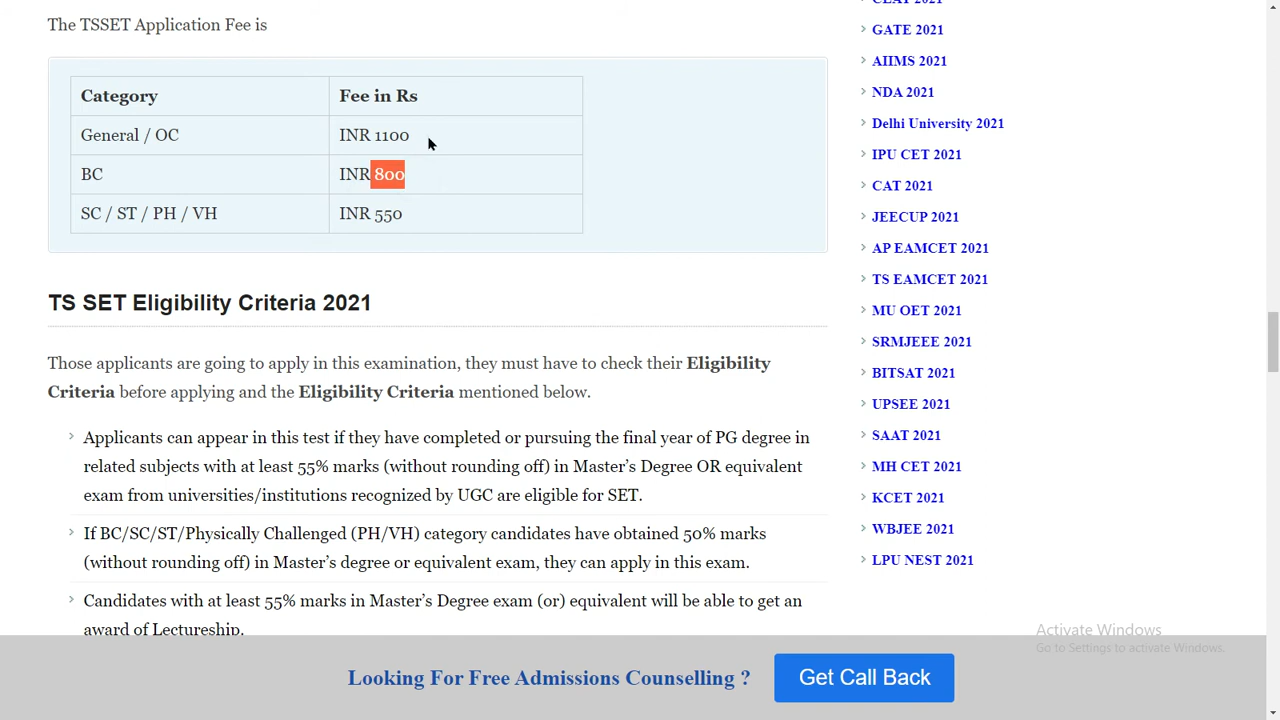 The TSSET Application Fee is
Category Fee in Rs
General / OC INR 1100
BC INR 800
SC / ST / PH / VH INR 550
TS SET Eligibility Criteria 2021
Those applicants are going to apply in this examination, they must have to check their Eligibility
Criteria before applying and the Eligibility Criteria mentioned below.
Applicants can appear in this test if they have completed or pursuing the final year of PG degree in
related subjects with at least 55% marks (without rounding off) in Master's Degree OR equivalent
exam from universities/institutions recognized by UGC are eligible for SET.
If BC/SC/ST/Physically Challenged (PH/VH) category candidates have obtained 50% marks
(without rounding off) in Master's degree or equivalent exam, they can apply in this exam.
Candidates with at least 55% marks in Master's Degree exam (or) equivalent will be able to get an
award of Lectureship.
CLAT 2021
GATE 2021
AIIMS 2021
NDA 2021
Delhi University 2021
IPU CET 2021
CAT 2021
JEECUP 2021
AP EAMCET 2021
TS EAMCET 2021
MU OET 2021
SRMJEEE 2021
BITSAT 2021
UPSEE 2021
SAAT 2021
MH CET 2021
KCET 2021
WBJEE 2021
LPU NEST 2021
Activate Windows
Go to Settings to activate Windows.
Looking For Free Admissions Counselling ? Get Call Back